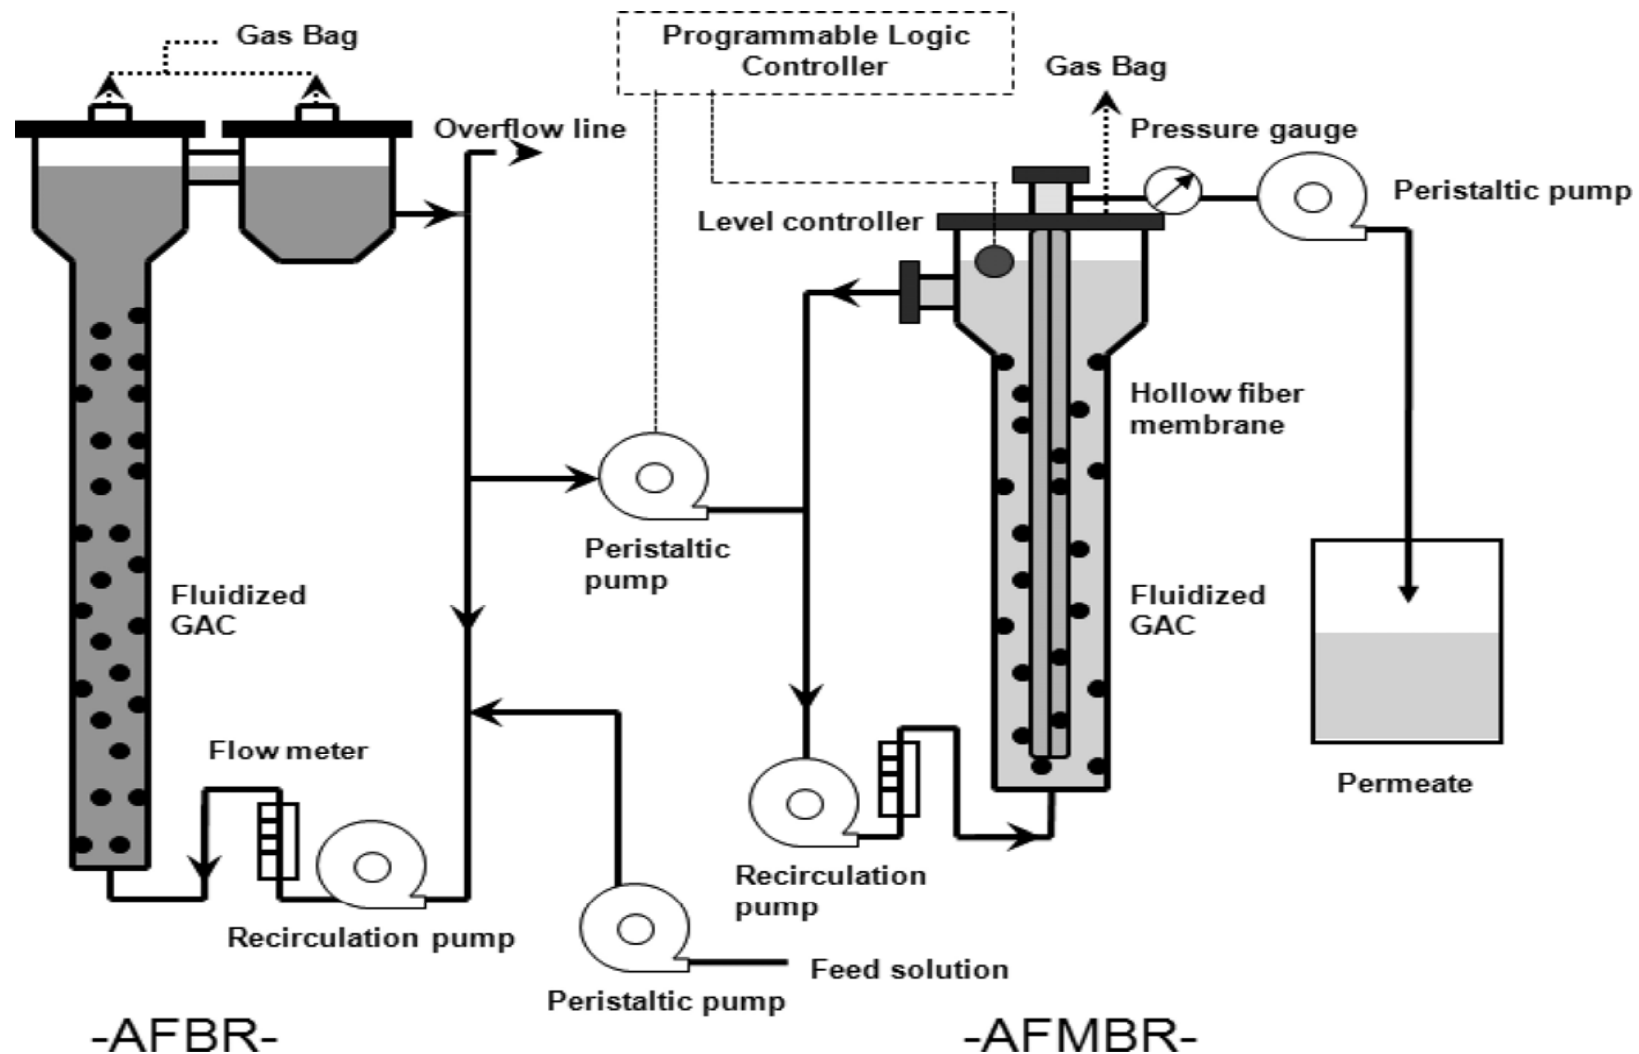 Gas Bag
Programmable Logic
Controller
Gas Bag
Overflow line
Pressure gauge
Peristaltic pump
Level controller
Hollow fiber
membrane
Peristaltic
pump
Fluidized
GAC
Fluidized
GAC
Flow meter
Permeate
Recirculation
pump
Recirculation pump
Feed solution
Peristaltic pump
-AFBR-
-AFMBR-